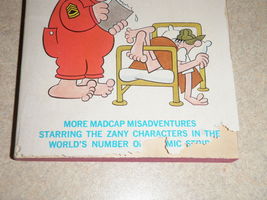 MORE MADCAP MISADVENTURES
STARRING THE ZANY CHARACTERS IN THE
WORLD'S NUMBER